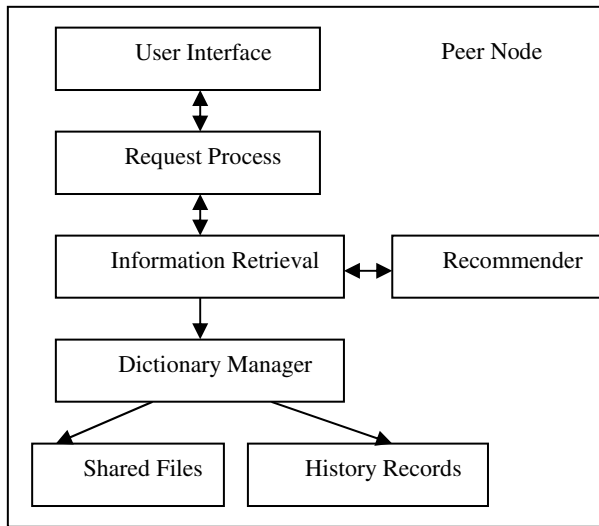 User Interface
Peer Node
Request Process
Information Retrieval
Recommender
Dictionary Manager
Shared Files
History Records